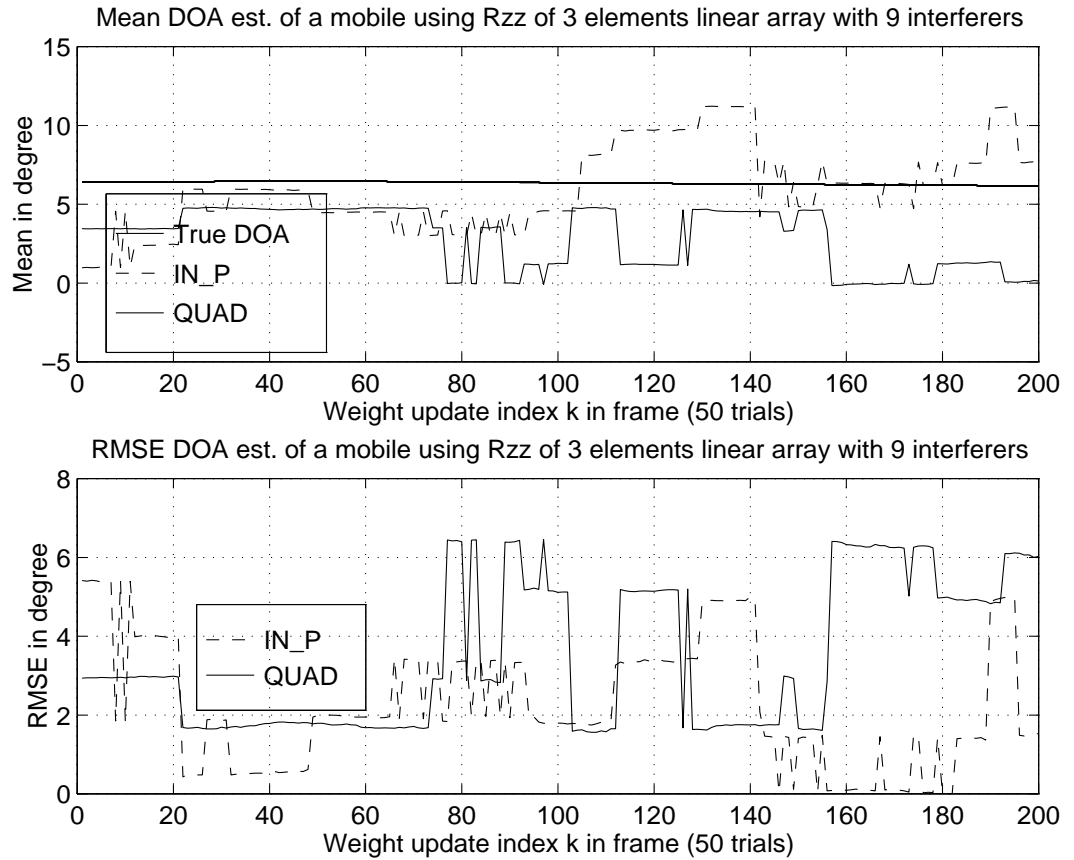 Mean DOA est. of a mobile using Rzz of 3 elements linear array with 9 interferers
15
10
5
0
−5
Mean in degree
True DOA
IN_P
QUAD
0 20 40 60 80 100 120 140 160 180 200
Weight update index k in frame (50 trials)
RMSE DOA est. of a mobile using Rzz of 3 elements linear array with 9 interferers
8
6
4
2
0
RMSE in degree
IN_P
QUAD
0 20 40 60 80 100 120 140 160 180 200
Weight update index k in frame (50 trials)